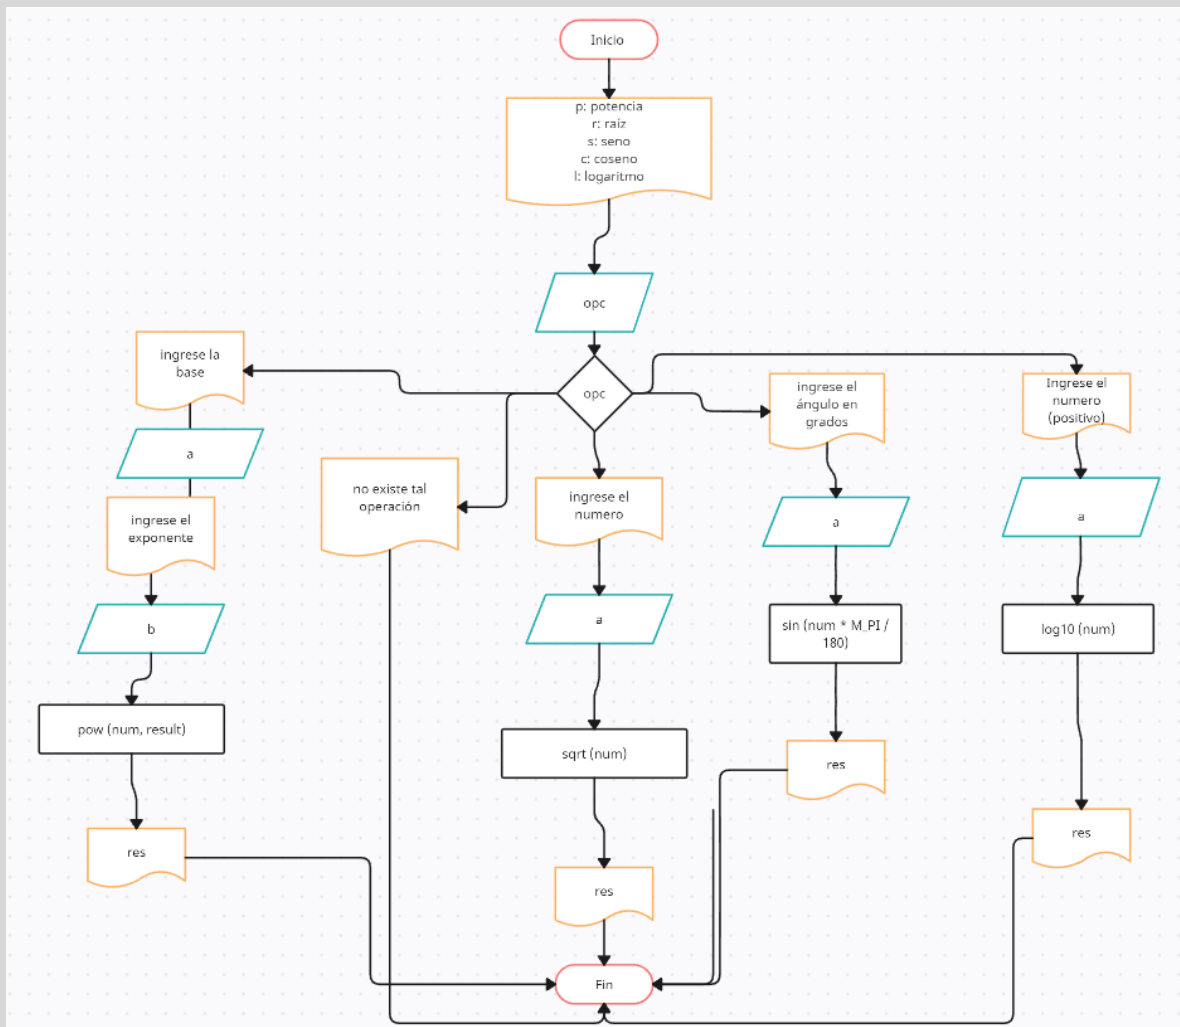 Inicio
p: potencia
r: raíz
s: seno
c: coseno
l: logaritmo
opc
opc
ingrese la
base
a
ingrese el
exponente
b
pow (num, result)
res
no existe tal
operación
ingrese el
numero
a
sqrt (num)
res
ingrese el
ángulo en
grados
a
sin (num * M_PI /
180)
res
Ingrese el
numero
(positivo)
a
log10 (num)
res
Fin